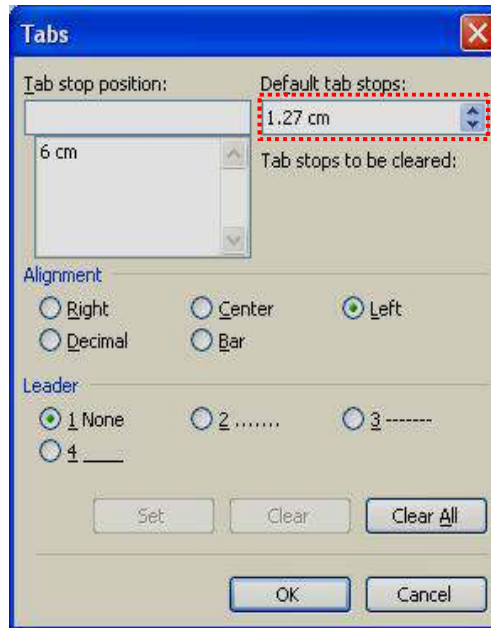 Tabs
Tab stop position: Default tab stops:
1.27 cm
6 cm
Tab stops to be cleared:
Alignment
Right Center Left
Decimal Bar
Leader
1 None 2 ....... 3 -------
4 ____
Set Clear Clear All
OK Cancel